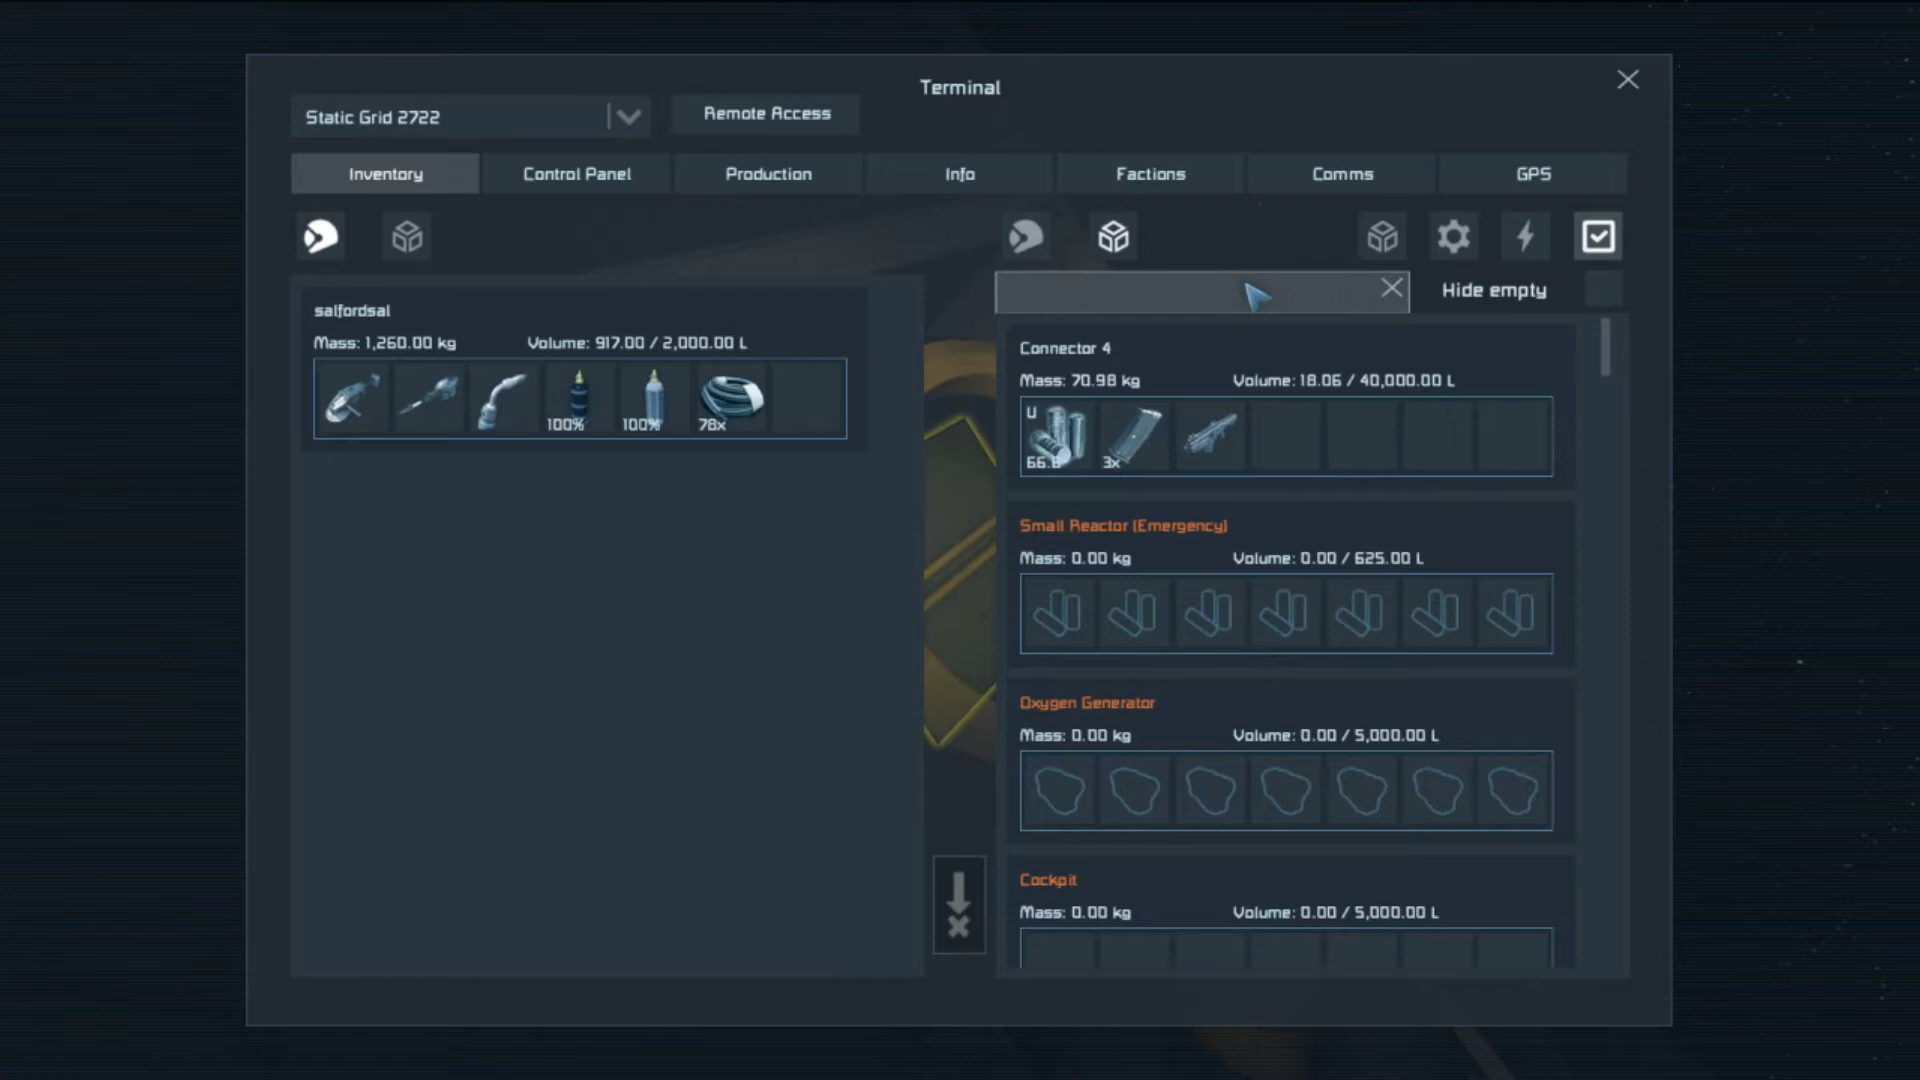 Terminal
Static Grid 2722
Remote Access
Inventory
Control Panel
Production
Info
Factions
Comms
GPS
Hide empty
salfordsal
Mass: 1,260.00 kg
Volume: 917.00 / 2,000.00 L
100%
100%
78x
Connector 4
Mass: 70.98 kg
Volume: 18.06 / 40,000.00 L
U
3x
Small Reactor (Emergency)
Mass: 0.00 kg
Volume: 0.00 / 625.00 L
Oxygen Generator
Mass: 0.00 kg
Volume: 0.00 / 5,000.00 L
Cockpit
Mass: 0.00 kg
Volume: 0.00 / 5,000.00 L